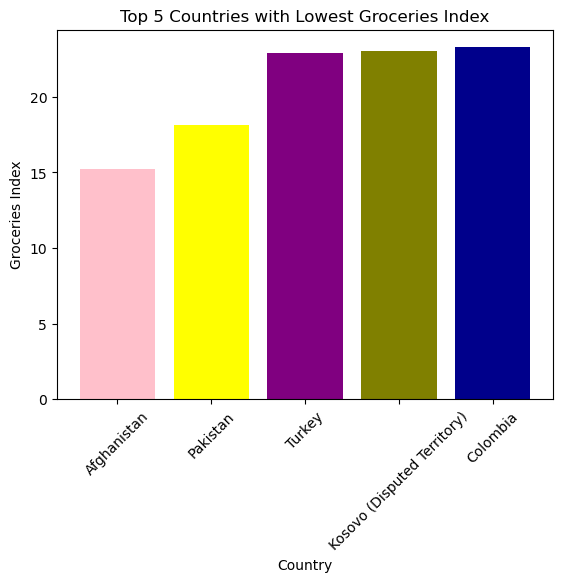 Top 5 Countries with Lowest Groceries Index
Groceries Index
20
15
10
5
0
Afghanistan
Pakistan
Turkey
Kosovo (Disputed Territory)
Colombia
Country